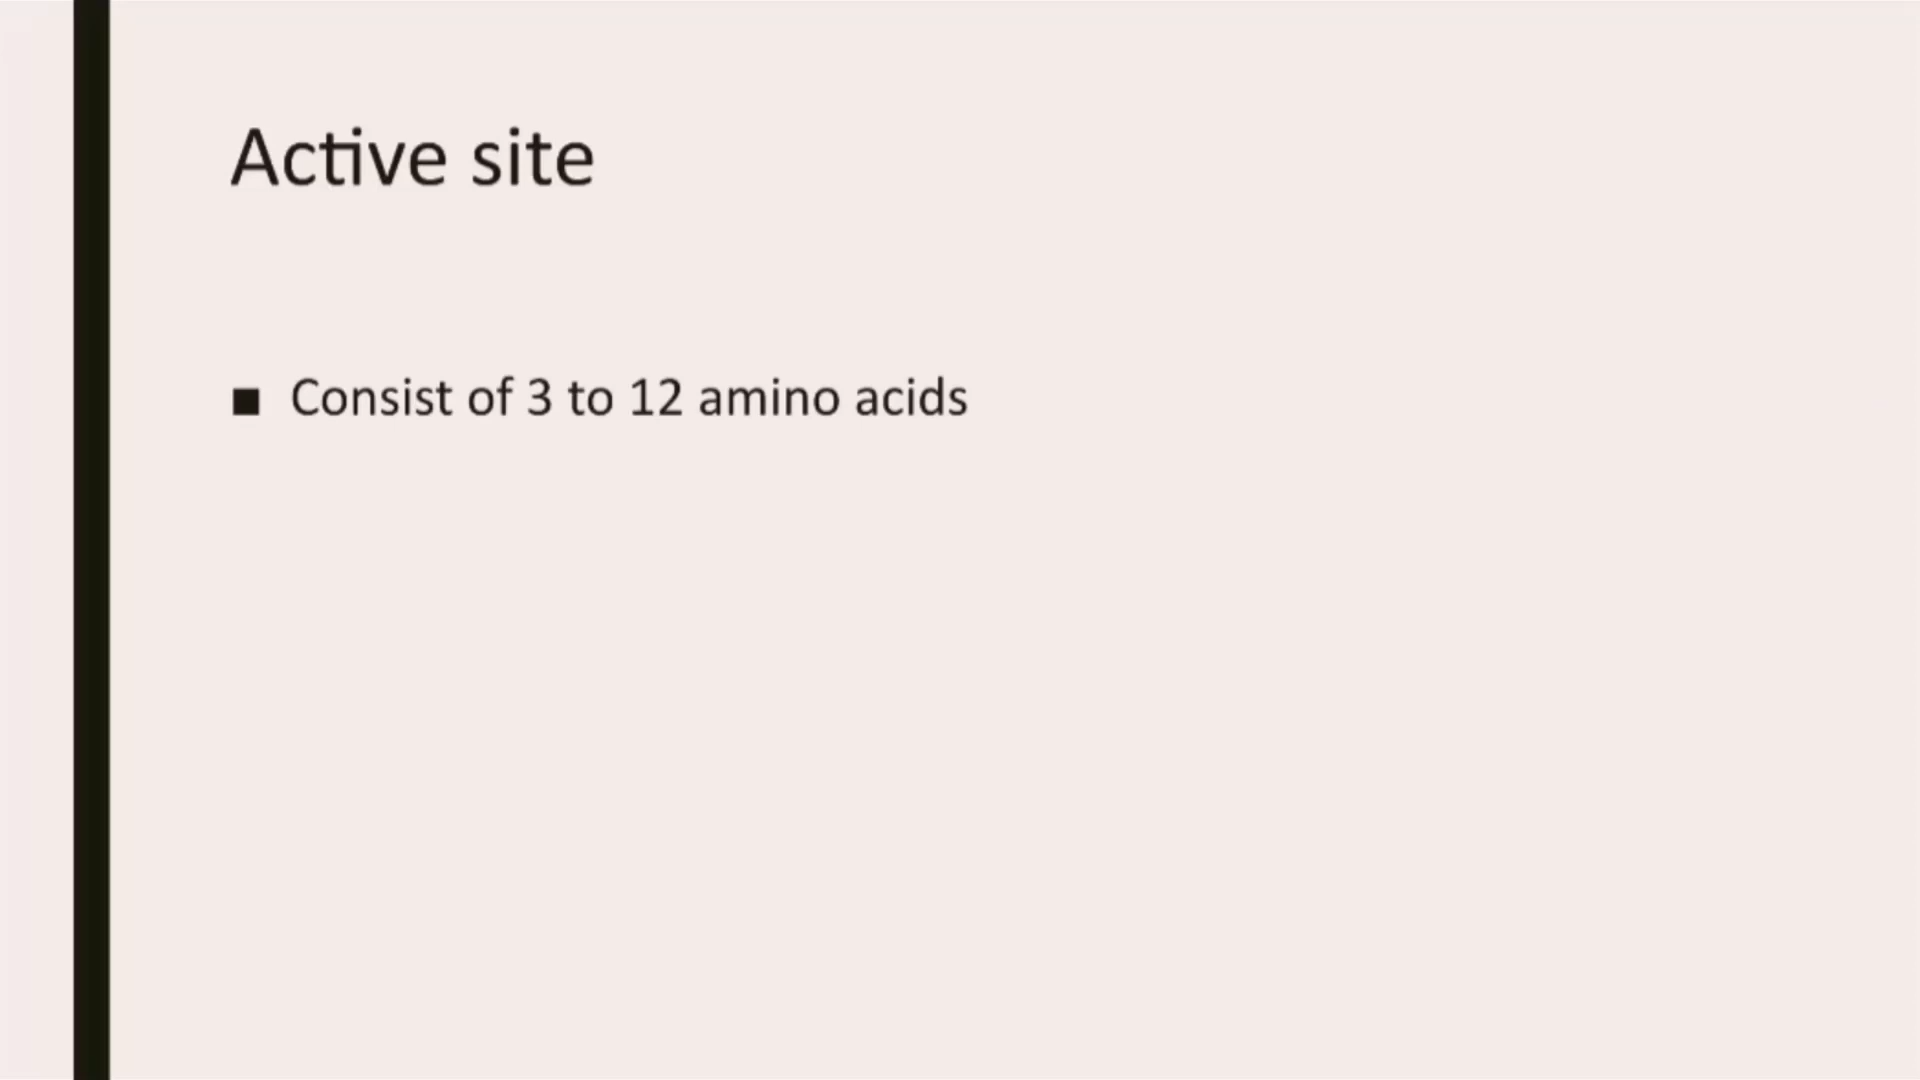 Active site
■ Consist of 3 to 12 amino acids